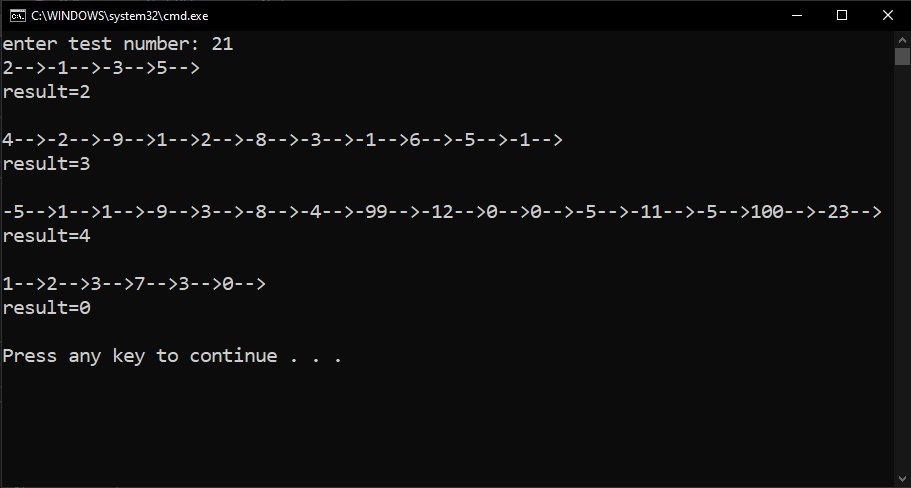 C:\WINDOWS\system32\cmd.exe
enter test number: 21
2-->-1-->-3-->5-->
result=2
4-->-2-->-9-->1-->2-->-8-->-3-->-1-->6-->-5-->-1-->
result=3
-5-->1-->1-->-9-->3-->-8-->-4-->-99-->-12-->0-->0-->-5-->-11-->-5-->100-->-23-->
result=4
1-->2-->3-->7-->3-->0-->
result=0
Press any key to continue . . .